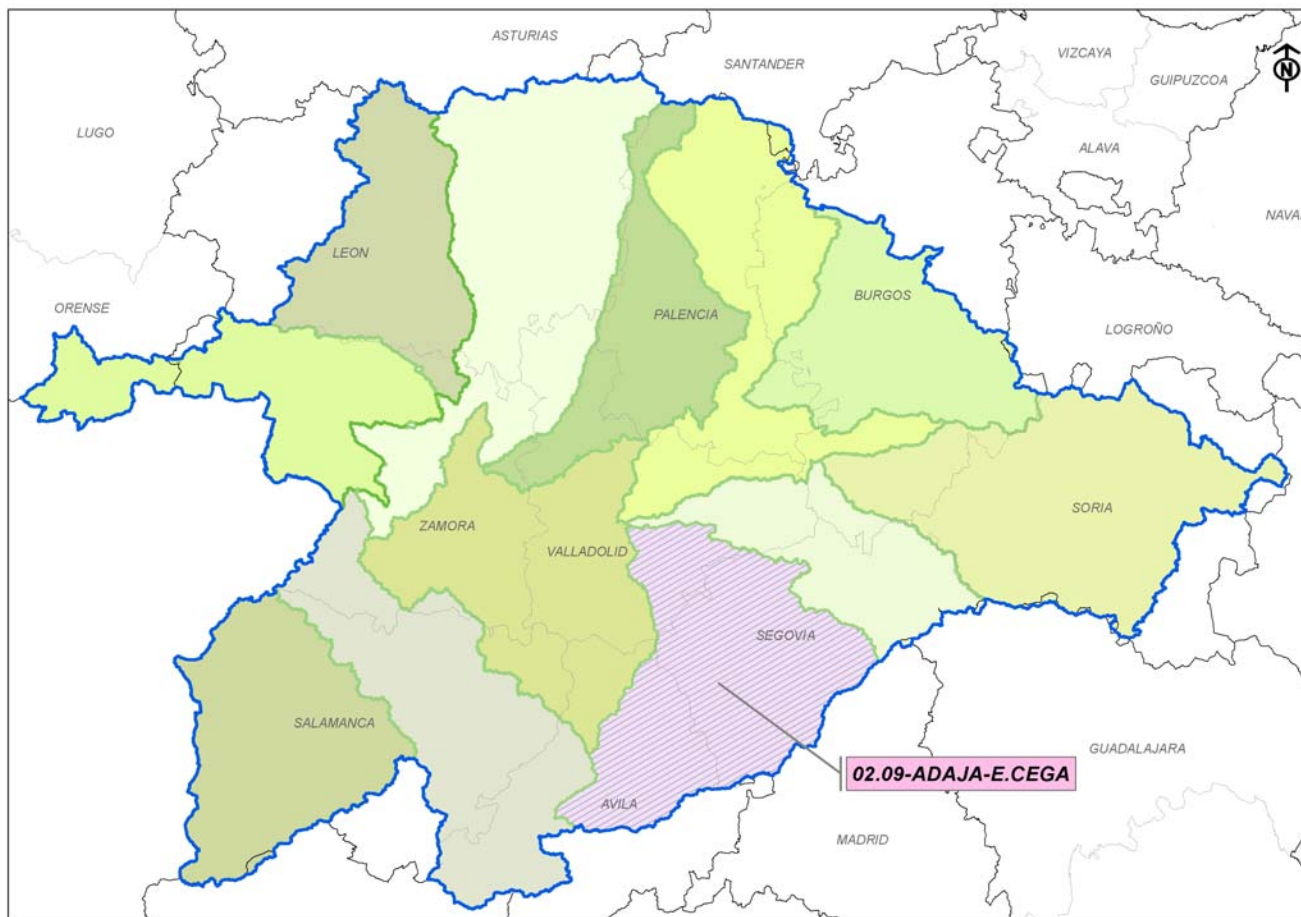 ASTURIAS
VIZCAYA
SANTANDER
GUIPUZCOA
N
LUGO
ALAVA
NAVA
LEON
ORENSE
BURGOS
PALENCIA
LOGROÑO
SORIA
ZAMORA
VALLADOLID
SEGOVIA
SALAMANCA
GUADALAJARA
02.09-ADAJA-E.CEGA
AVILA
MADRID